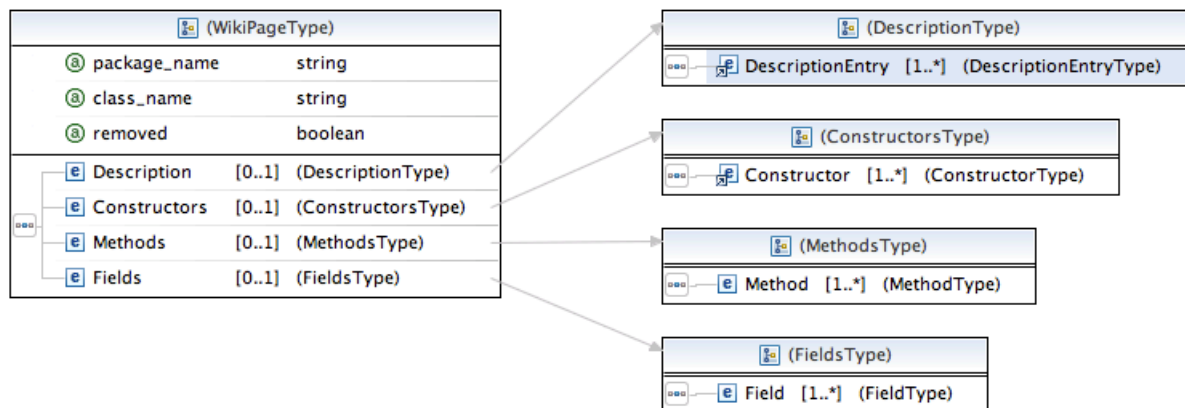 (WikiPageType)
a package_name string
a class_name string
a removed boolean
e Description [0..1] (DescriptionType)
e Constructors [0..1] (ConstructorsType)
e Methods [0..1] (MethodsType)
e Fields [0..1] (FieldsType)
(DescriptionType)
e DescriptionEntry [1..*] (DescriptionEntryType)
(ConstructorsType)
e Constructor [1..*] (ConstructorType)
(MethodsType)
e Method [1..*] (MethodType)
(FieldsType)
e Field [1..*] (FieldType)